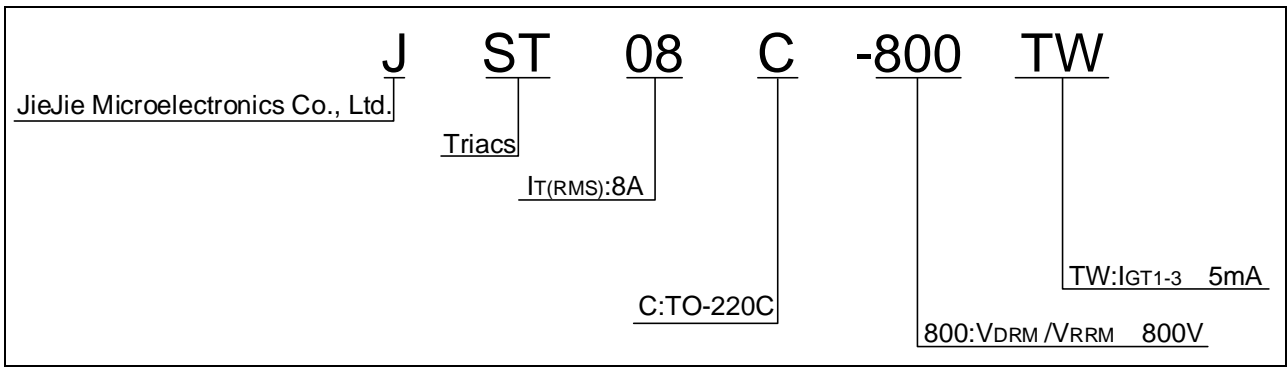 J ST 08 C -800 TW
JieJie Microelectronics Co., Ltd.
Triacs
IT(RMS):8A
TW:IGT1-3 5mA
C:TO-220C
800:VDRM /VRRM 800V